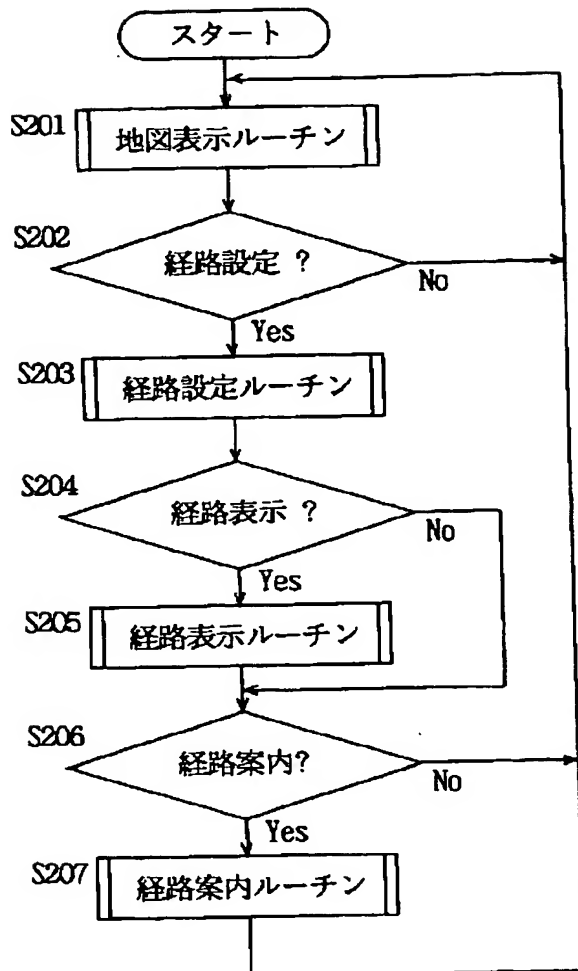 スタート
S201
地図表示ルーチン
S202
経路設定 ?
No
Yes
S203
経路設定ルーチン
S204
経路表示 ?
No
Yes
S205
経路表示ルーチン
S206
経路案内?
No
Yes
S207
経路案内ルーチン